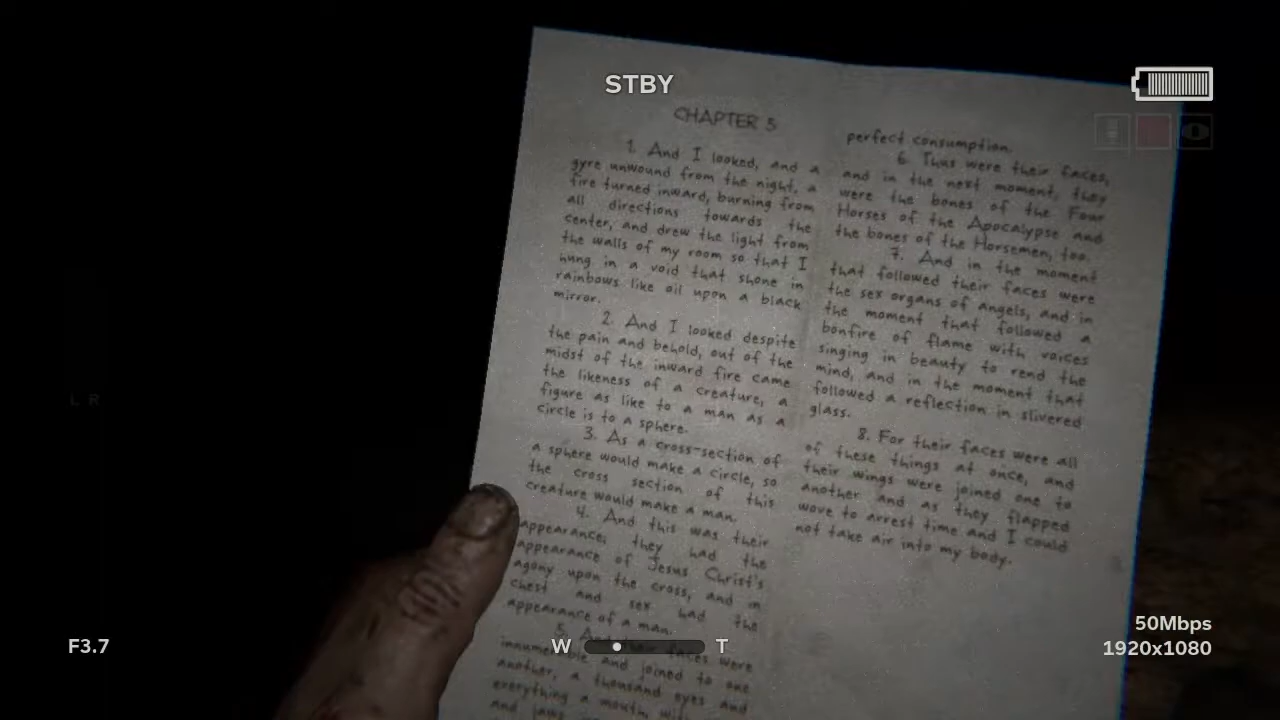 STBY
CHAPTER 5
1. And I looked, and a
gyre unwound from the night, a
fire turned inward, burning from
all directions towards the
center, and drew the light from
the walls of my room so that I
hung in a void that shone in
rainbows like oil upon a black
mirror.
2. And I looked despite
the pain and behold, out of the
midst of the inward fire came
the likeness of a creature, a
figure as like to a man as a
circle is to a sphere.
3. As a cross-section of
a sphere would make a circle, so
the cross section of this
creature would make a man.
4. And this was their
appearance; they had the
appearance of Jesus Christ's
agony upon the cross, and in
chest and sex had the
appearance of a man.
5. And their faces were
innumerable and joined to one
another, a thousand eyes and
everything a mouth, with
and jaws
perfect consumption.
6. Thus were their faces,
and in the next moment, they
were the bones of the Four
Horses of the Apocalypse and
the bones of the Horsemen, too.
7. And in the moment
that followed their faces were
the sex organs of angels, and in
the moment that followed a
bonfire of flame with voices
singing in beauty to rend the
mind, and in the moment that
followed a reflection in slivered
glass.
8. For their faces were all
of these things at once, and
their wings were joined one to
another and as they flapped
wove to arrest time and I could
not take air into my body.
L R
F3.7
W T
50Mbps
1920x1080